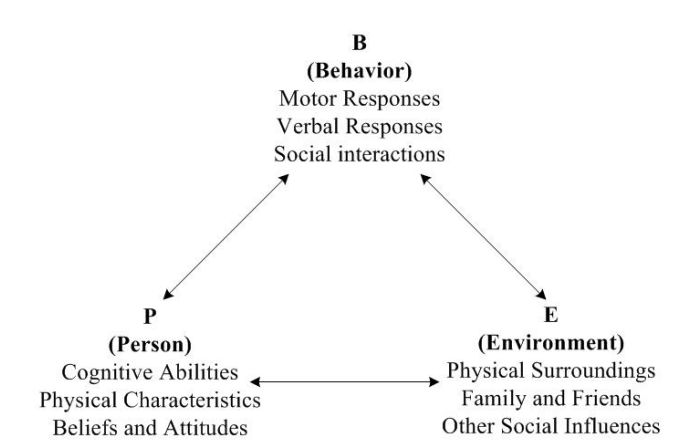 B
(Behavior)
Motor Responses
Verbal Responses
Social interactions
P
(Person)
Cognitive Abilities
Physical Characteristics
Beliefs and Attitudes
E
(Environment)
Physical Surroundings
Family and Friends
Other Social Influences